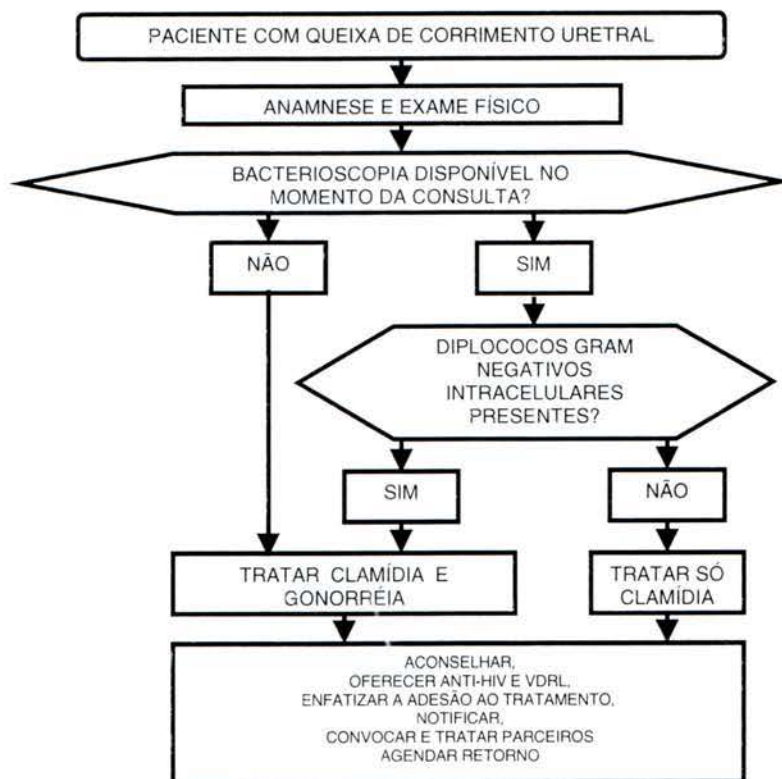 PACIENTE COM QUEIXA DE CORRIMENTO URETRAL
ANAMNESE E EXAME FÍSICO
BACTERIOSCOPIA DISPONÍVEL NO
MOMENTO DA CONSULTA?
NÃO
SIM
DIPLOCOCOS GRAM
NEGATIVOS
INTRACELULARES
PRESENTES?
SIM
NÃO
TRATAR CLAMÍDIA E
GONORRÉIA
TRATAR SÓ
CLAMÍDIA
ACONSELHAR,
OFERECER ANTI-HIV E VDRL,
ENFATIZAR A ADESÃO AO TRATAMENTO,
NOTIFICAR,
CONVOCAR E TRATAR PARCEIROS
AGENDAR RETORNO